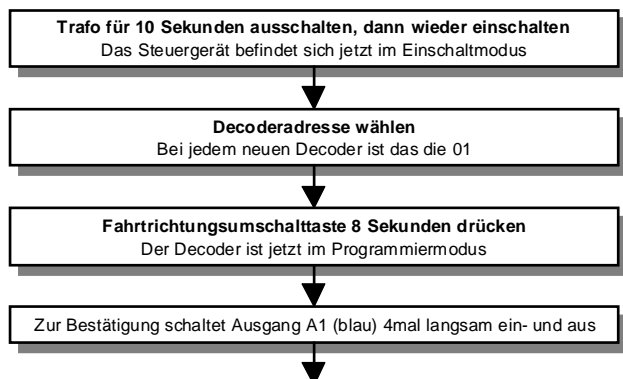 Trafo für 10 Sekunden ausschalten, dann wieder einschalten
Das Steuergerät befindet sich jetzt im Einschaltmodus
Decoderadresse wählen
Bei jedem neuen Decoder ist das die 01
Fahrtrichtungsumschalttaste 8 Sekunden drücken
Der Decoder ist jetzt im Programmiermodus
Zur Bestätigung schaltet Ausgang A1 (blau) 4mal langsam ein- und aus